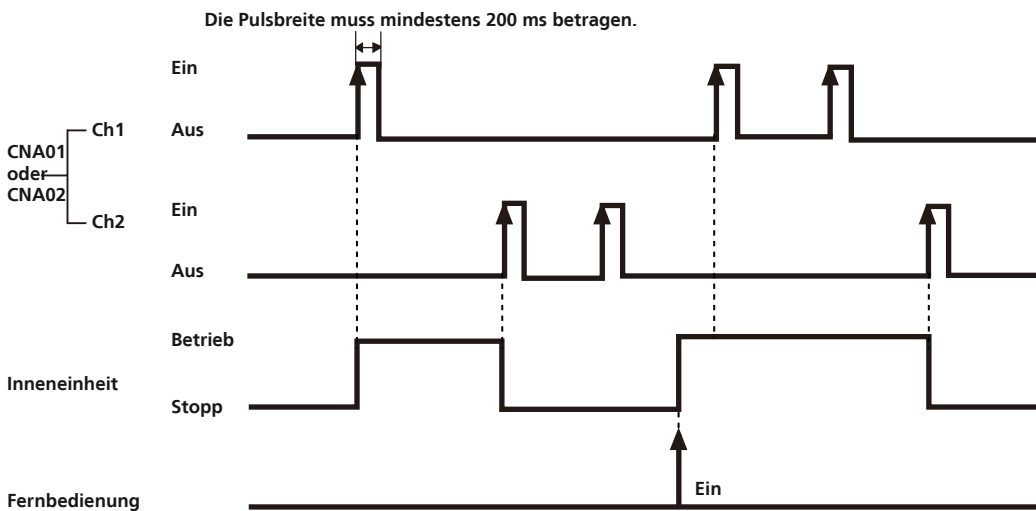 Die Pulsbreite muss mindestens 200 ms betragen.
Ein
Ch1
Aus
CNA01
oder
CNA02
Ein
Ch2
Aus
Betrieb
Inneneinheit
Stopp
Ein
Fernbedienung